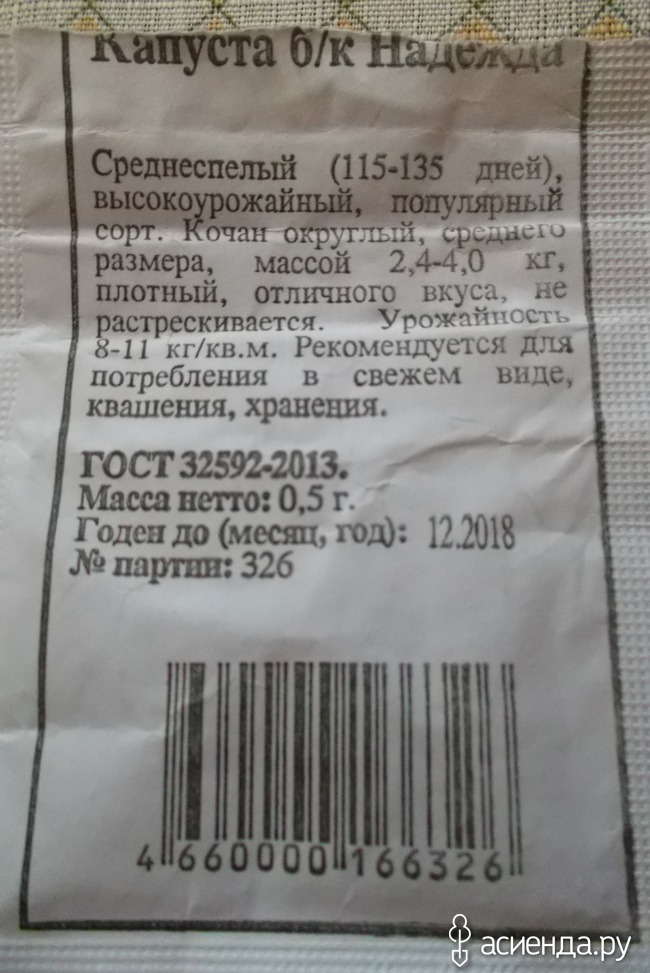 Капуста б/к Надежда
Среднеспелый (115-135 дней),
высокоурожайный, популярный
сорт. Кочан округлый, среднего
размера, массой 2,4-4,0 кг,
плотный, отличного вкуса, не
растрескивается. Урожайность
8-11 кг/кв.м. Рекомендуется для
потребления в свежем виде,
квашения, хранения.
ГОСТ 32592-2013.
Масса нетто: 0,5 г.
Годен до (месяц, год): 12.2018
№ партии: 326
4 660000 166326
асиенда.ру